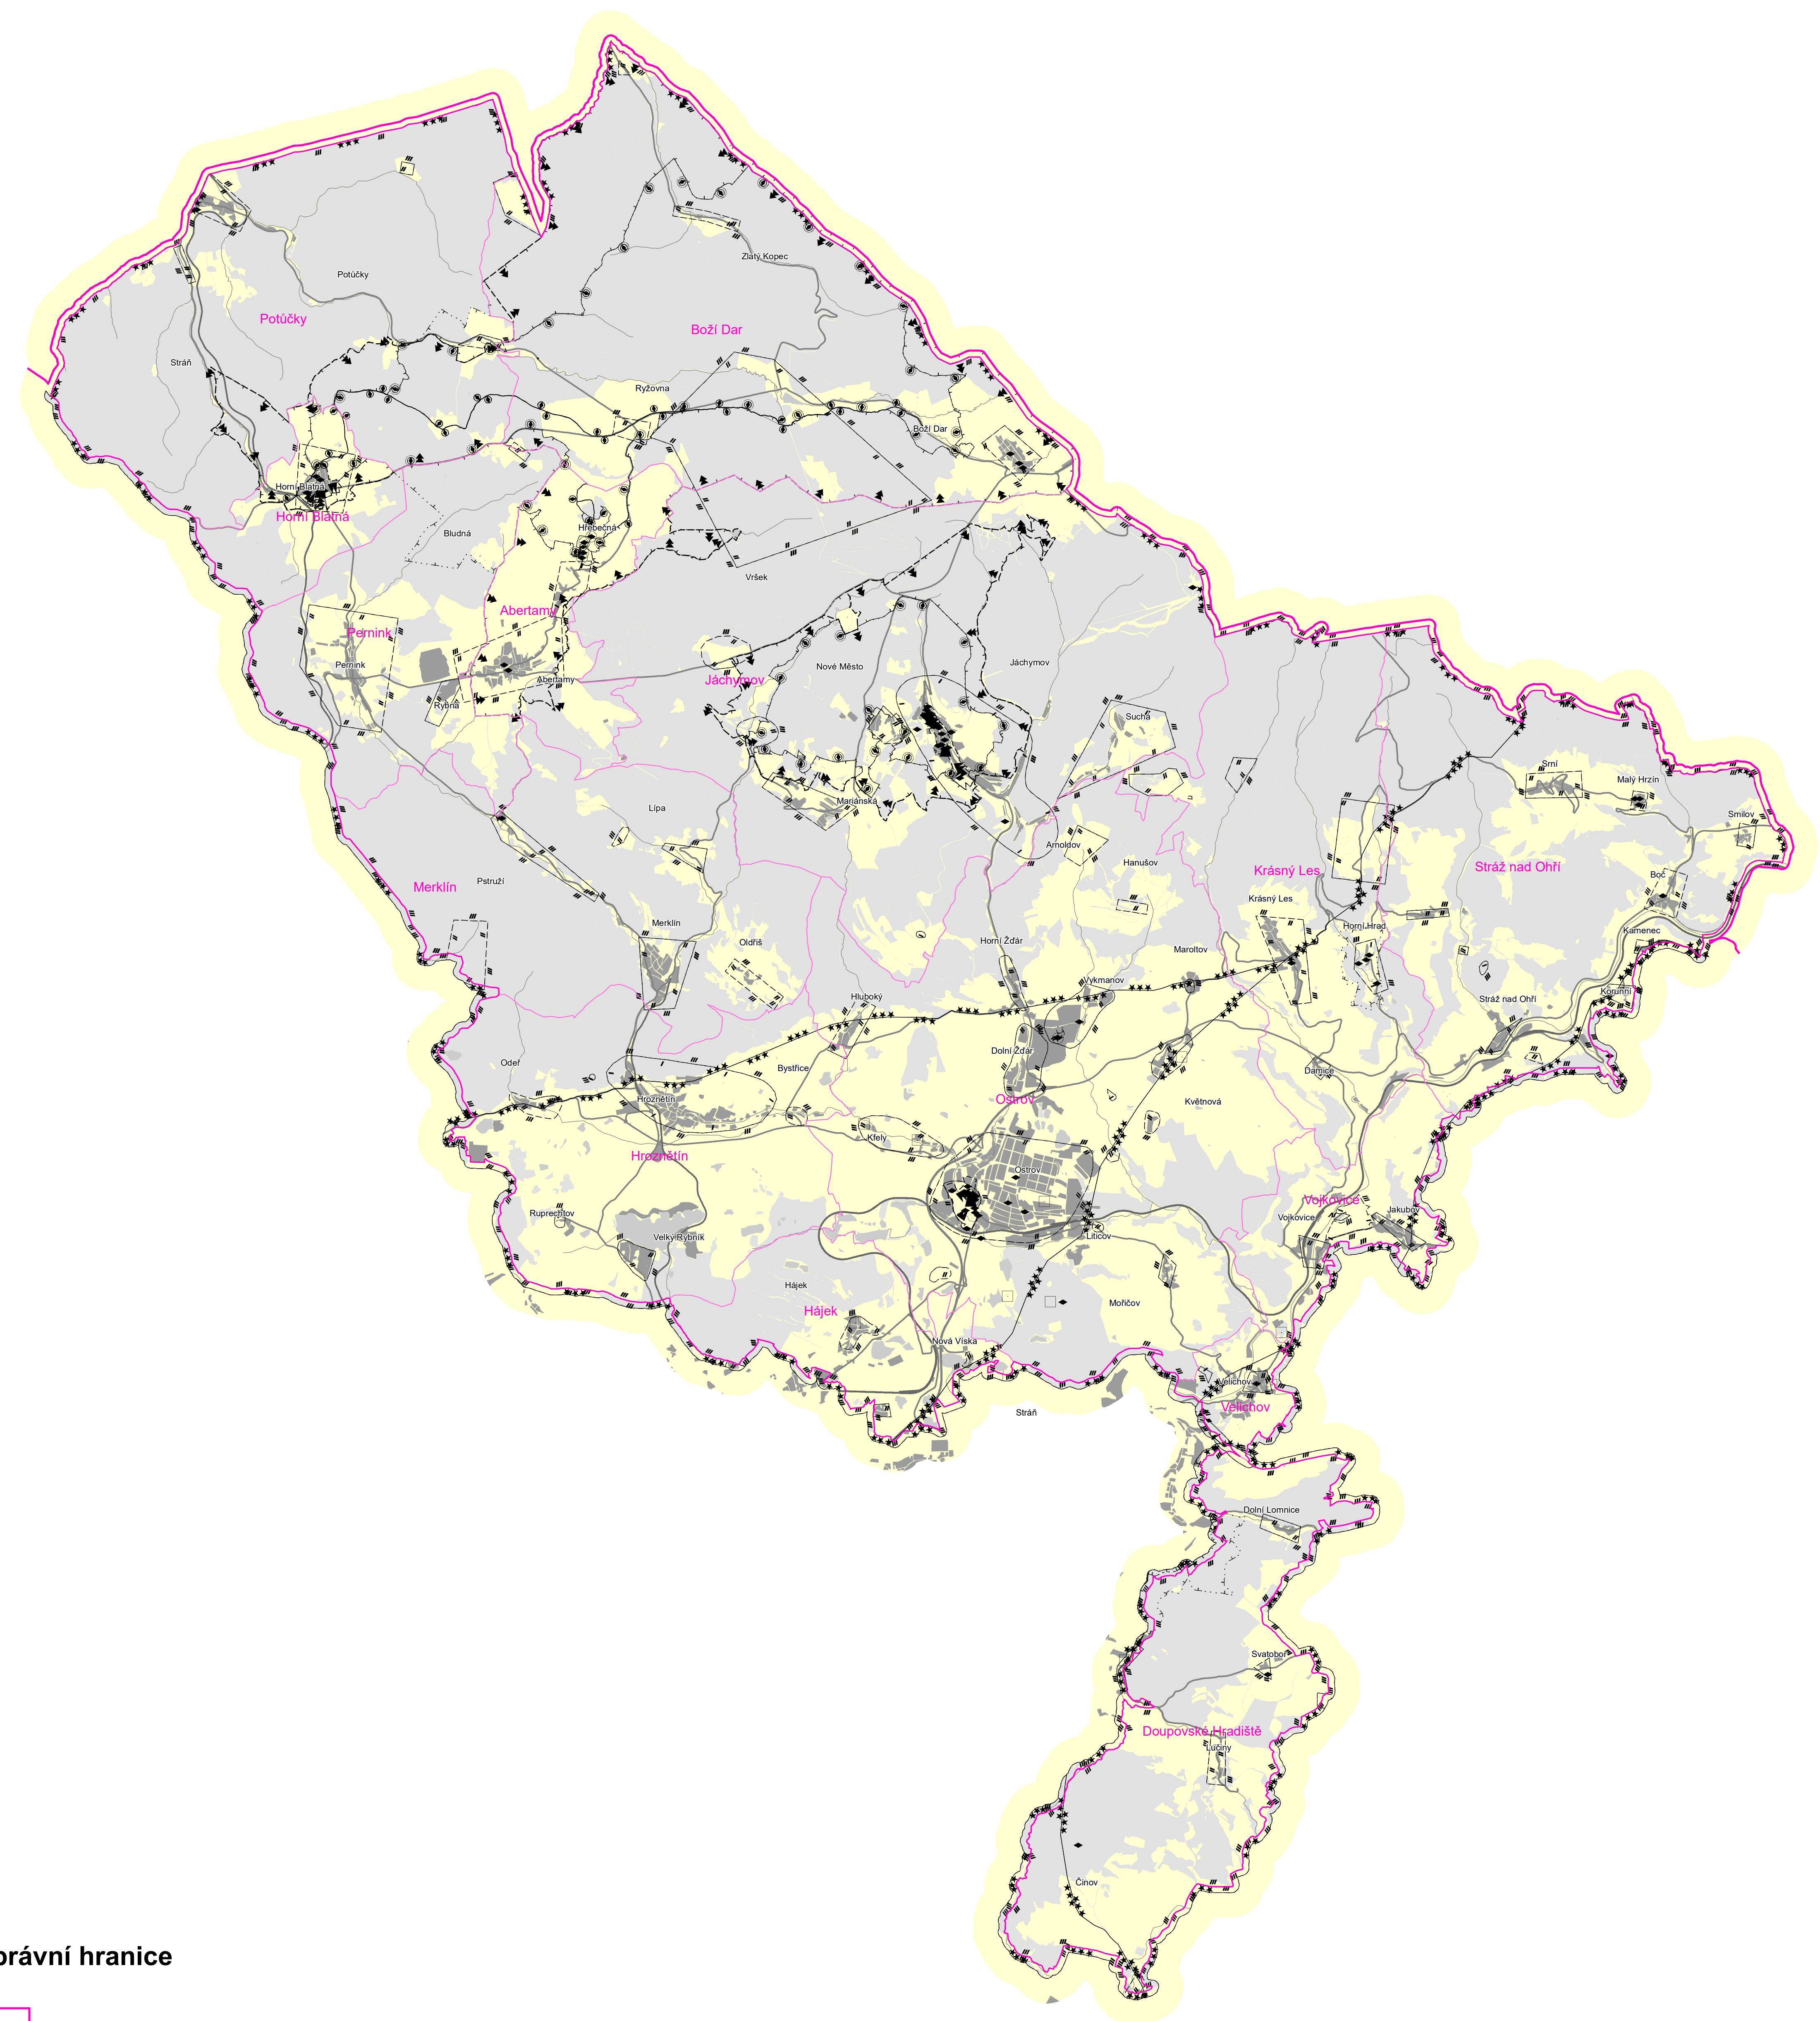 Zlatý Kopec
Potůčky
Potůčky
Boží Dar
Stráň
Ryžovna
Boží Dar
Horní Blatná
Horní Blatná
Hřebečná
Bludná
Vršek
Abertamy
Pernink
Pernink
Nové Město
Jáchymov
Jáchymov
Abertamy
Rybná
Suchá
Srní
Malý Hrzín
Lípa
Mariánská
Smilov
Arnoldov
Hanušov
Krásný Les
Stráž nad Ohří
Boč
Merklín
Pstruží
Krásný Les
Merklín
Horní Hrad
Kamenec
Oldřiš
Horní Žďár
Maroltov
Vykmanov
Korunní
Hluboký
Stráž nad Ohří
Dolní Žďár
Odeř
Bystřice
Damice
Hroznětín
Ostrov
Květnová
Kfely
Hroznětín
Ostrov
Vojkovice
Ruprechtov
Jakubov
Vojkovice
Velký Rybník
Liticov
Hájek
Mořičov
Hájek
Nová Víska
Velichov
Velichov
Stráň
Dolní Lomnice
Svatobor
Doupovské Hradiště
Lučiny
Činov
právní hranice